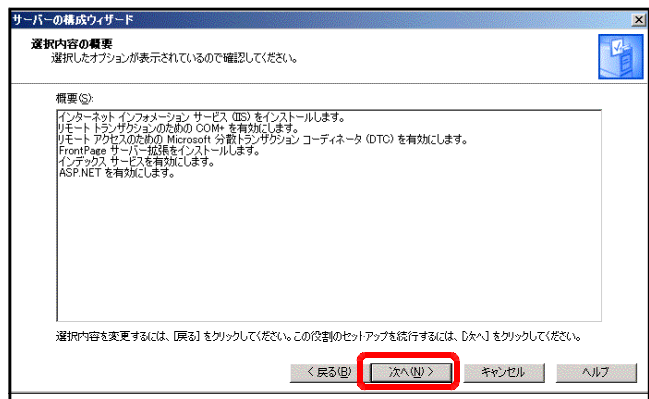 サーバーの構成ウィザード
選択内容の概要
選択したオプションが表示されているので確認してください。
概要(S):
インターネット インフォメーション サービス (IIS) をインストールします。
リモート トランザクションのための COM+ を有効にします。
リモート アクセスのための Microsoft 分散トランザクション コーディネータ (DTC) を有効にします。
FrontPage サーバー拡張をインストールします。
インデックス サービスを有効にします。
ASP.NET を有効にします。
選択内容を変更するには、[戻る] をクリックしてください。この役割のセットアップを続行するには、[次へ] をクリックしてください。
< 戻る(B) 次へ(N) > キャンセル ヘルプ